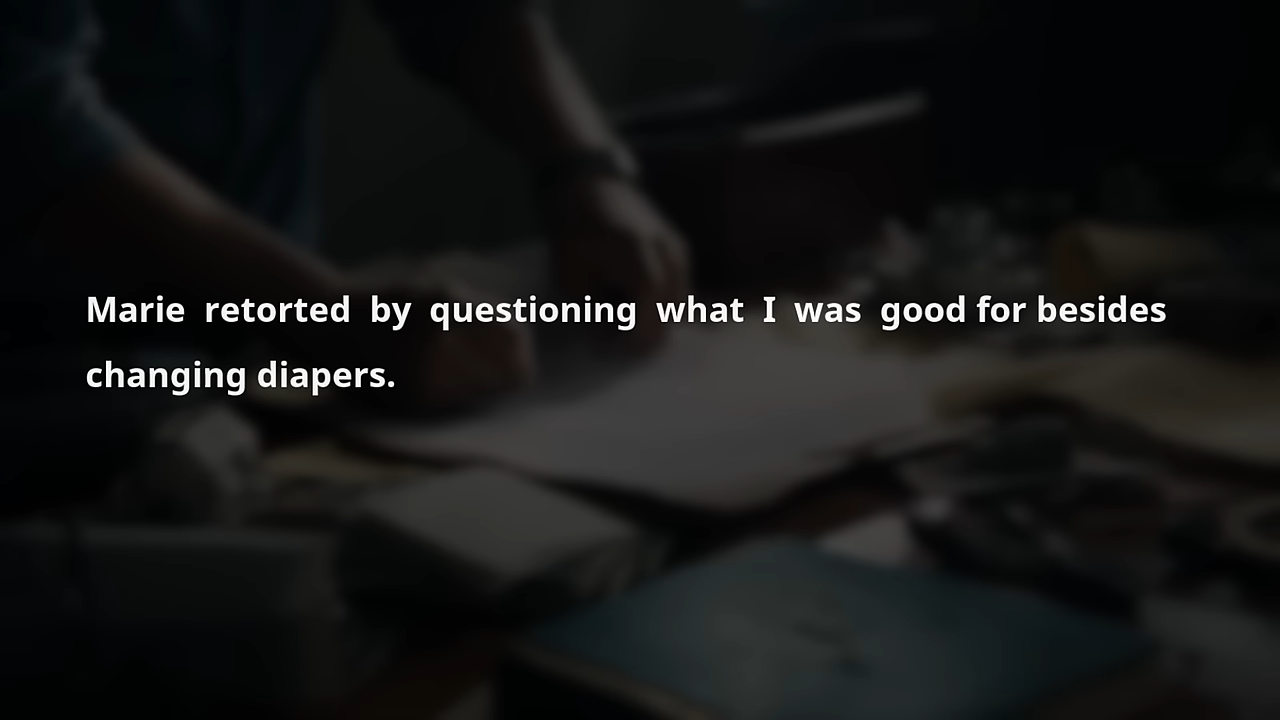 Marie retorted by questioning what I was good for besides
changing diapers.